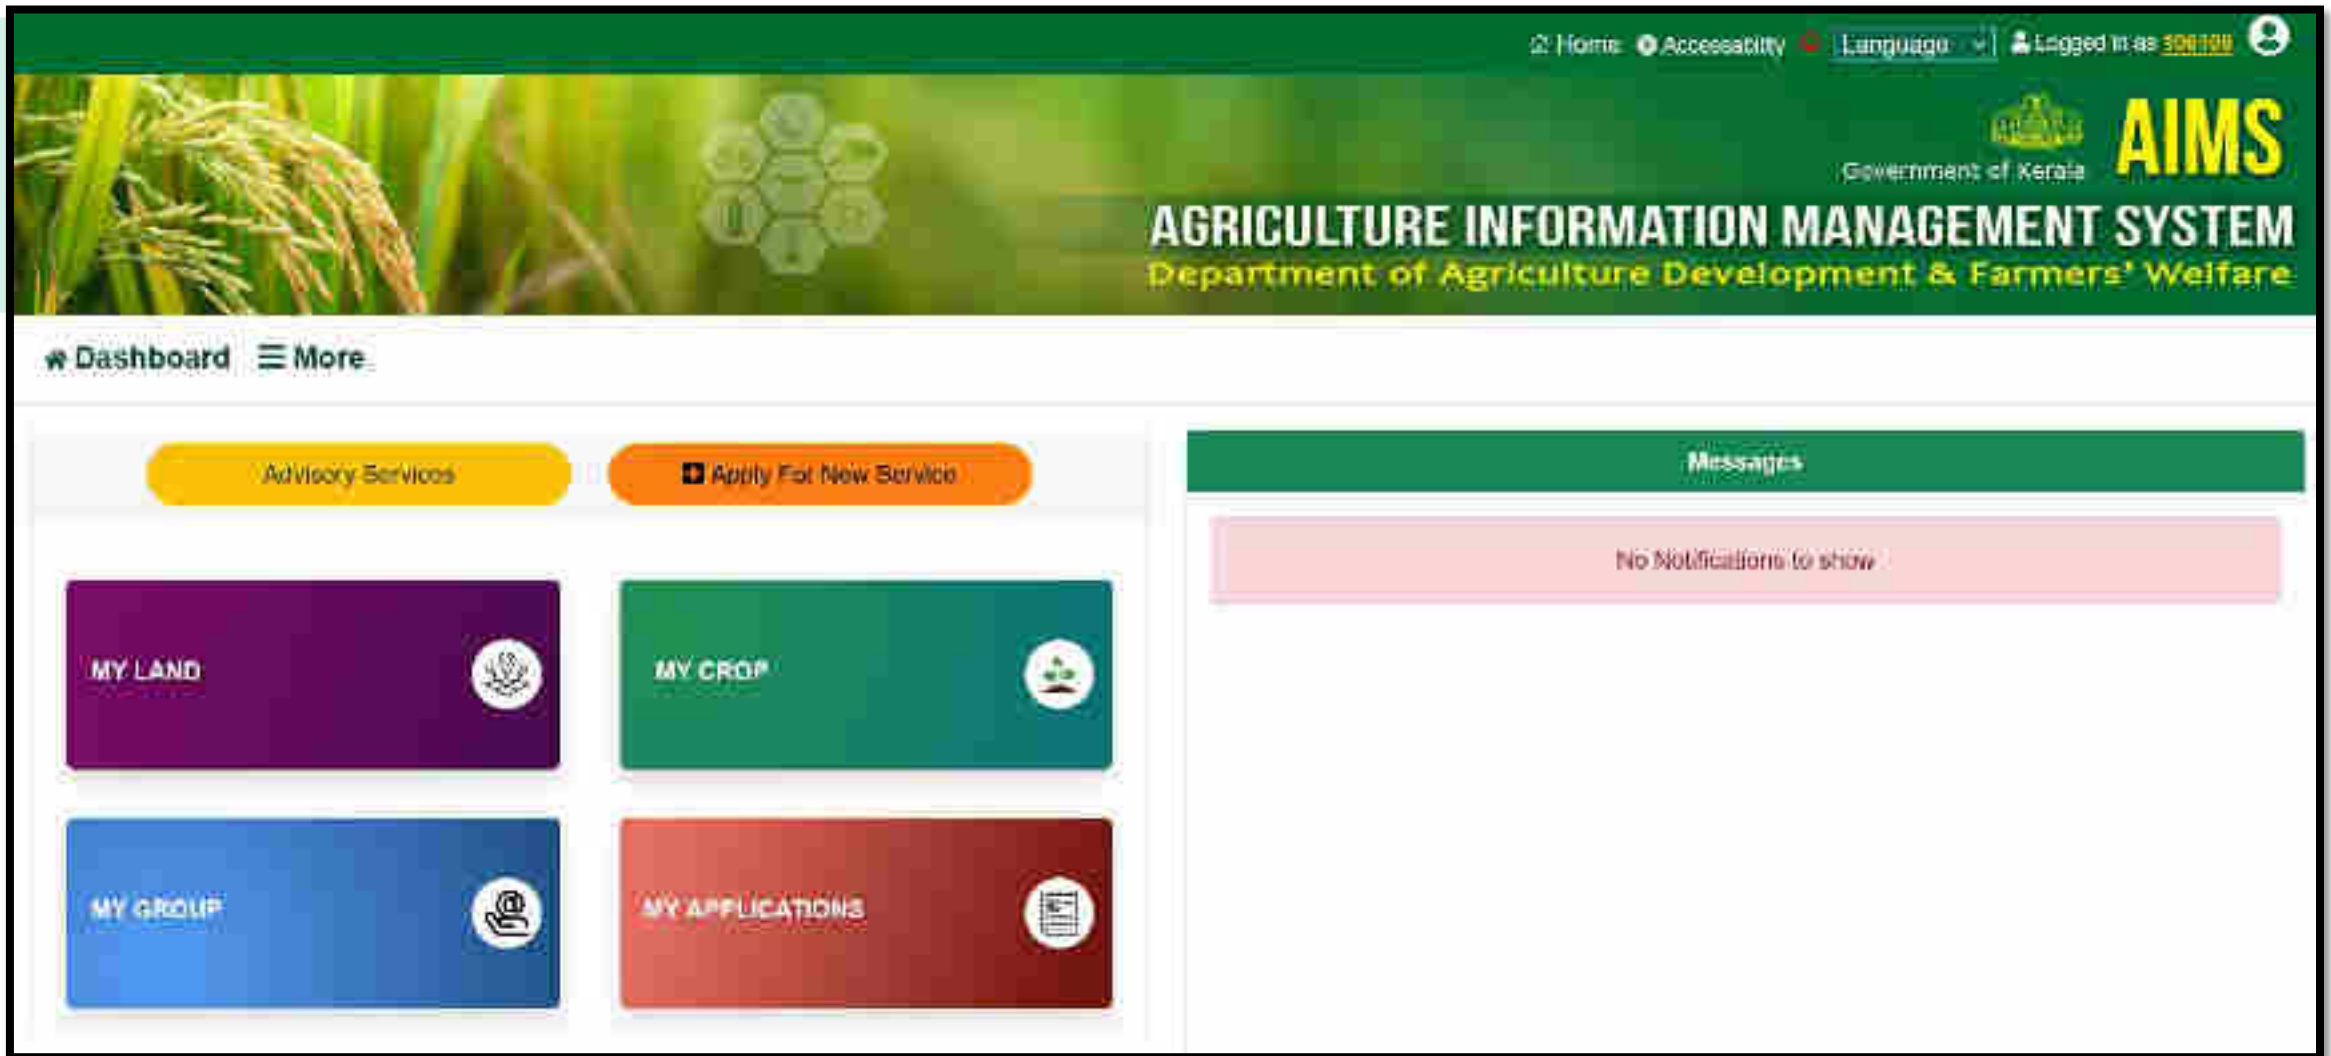 Home Accessability Language Logged in as
AIMS
Government of Kerala
AGRICULTURE INFORMATION MANAGEMENT SYSTEM
Department of Agriculture Development & Farmers' Welfare
Dashboard More
Advisory Services Apply For New Service
Messages
No Notifications to show
MY LAND MY CROP
MY GROUP MY APPLICATIONS